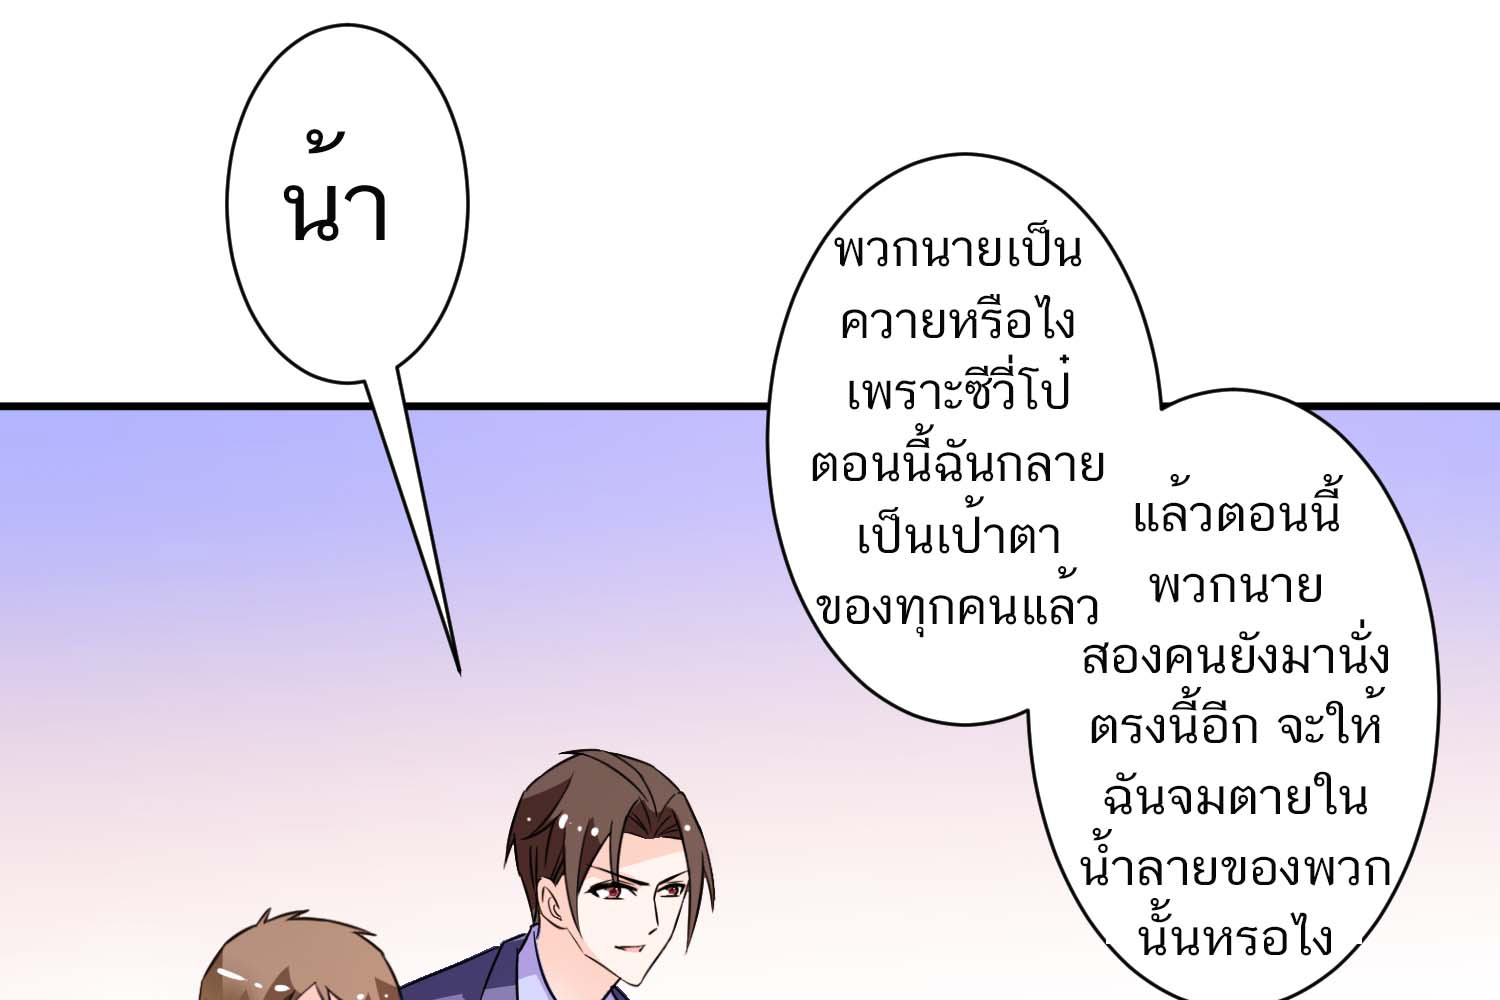 น้า
พวกนายเป็น
ควายหรือไง
เพราะซีวี่โป๋
ตอนนี้ฉันกลาย
เป็นเป้าตา
ของทุกคนแล้ว
แล้วตอนนี้
พวกนาย
สองคนยังมานั่ง
ตรงนี้อีก จะให้
ฉันจมตายใน
น้ำลายของพวก
นั้นหรอไง